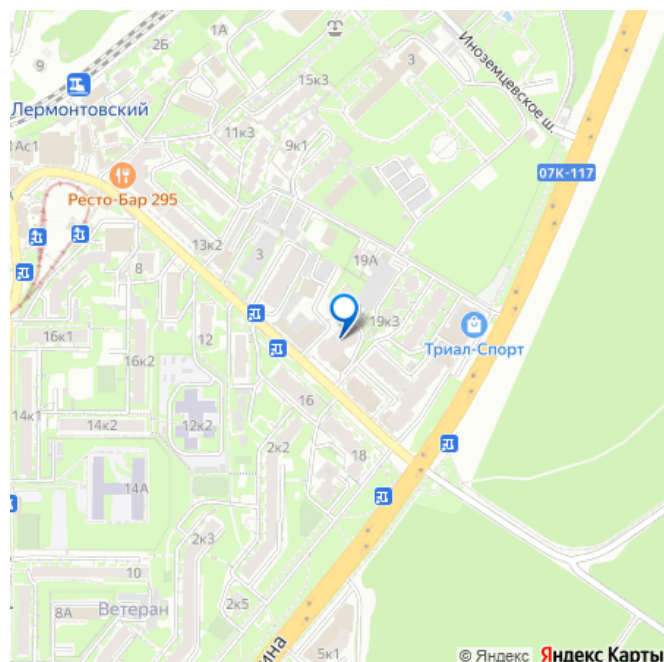 1А
2Б
9
3
Иноземцевское ш.
15к3
Лермонтовский
11к3
9к1
1Ас1
07К-117
Ресто-Бар 295
13к2
3
19А
8
12
19к3
16к1
Триал-Спорт
16к2
16
14к1
14к2
12к2
2к2
18
14А
2к3
10
8А
Ветеран
2к5
ина
5к1
© Яндекс Яндекс Карты